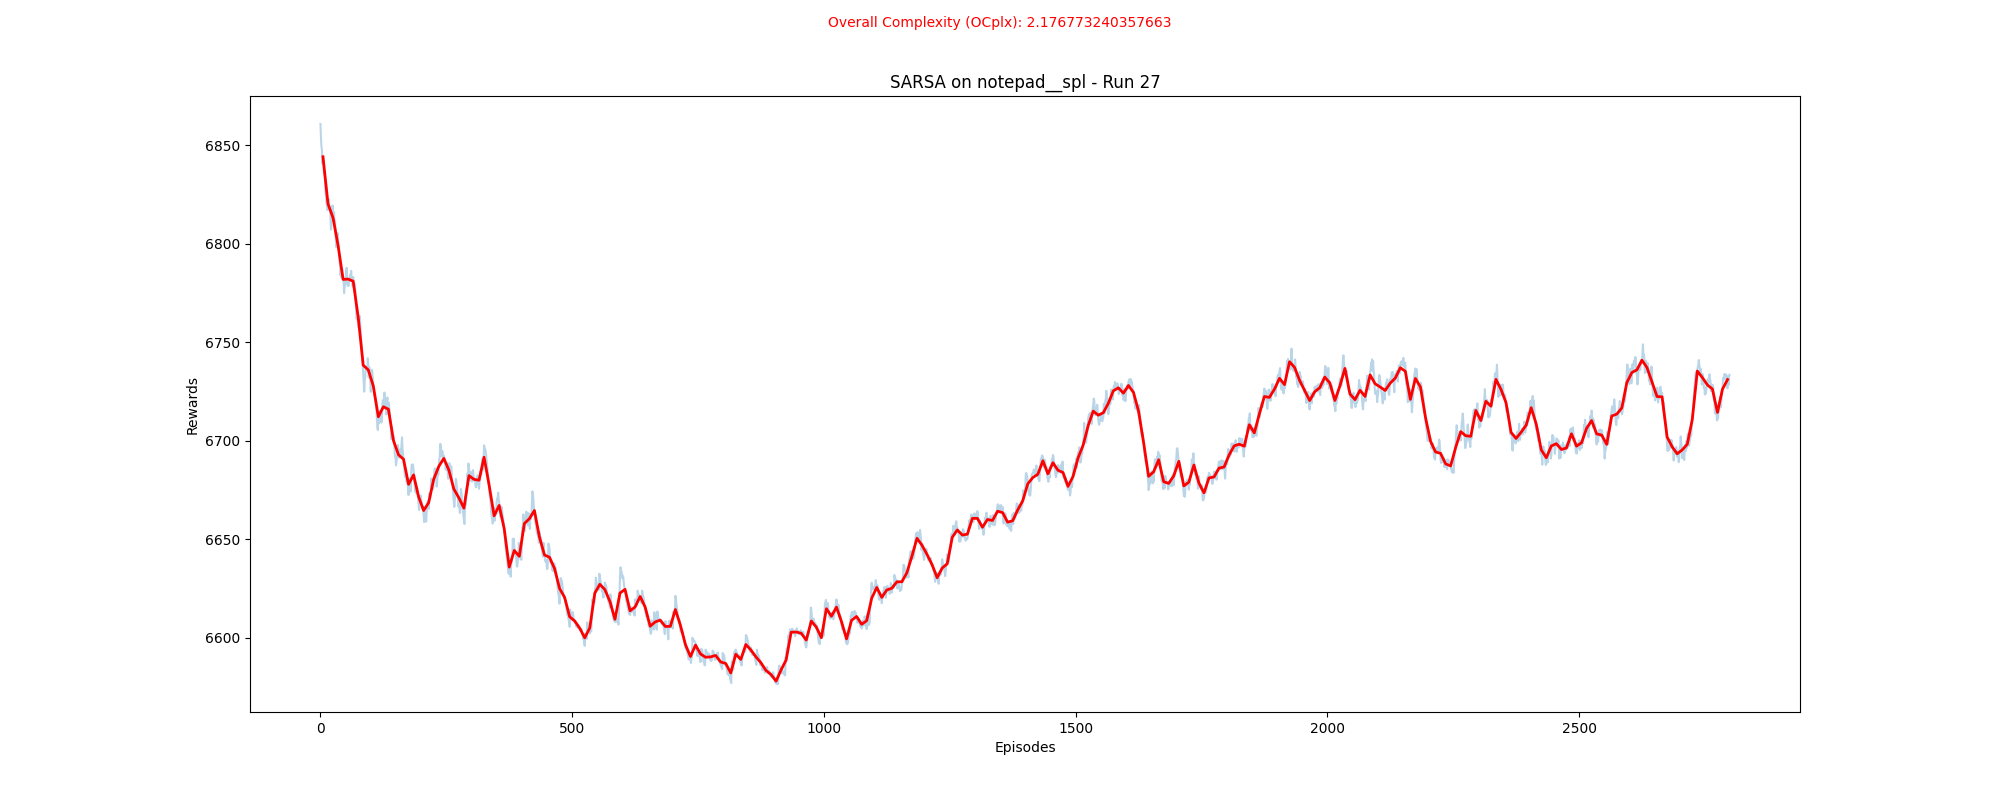 Overall Complexity (OCplx): 2.176773240357663
SARSA on notepad__spl - Run 27
Rewards
6850
6800
6750
6700
6650
6600
0 500 1000 1500 2000 2500
Episodes